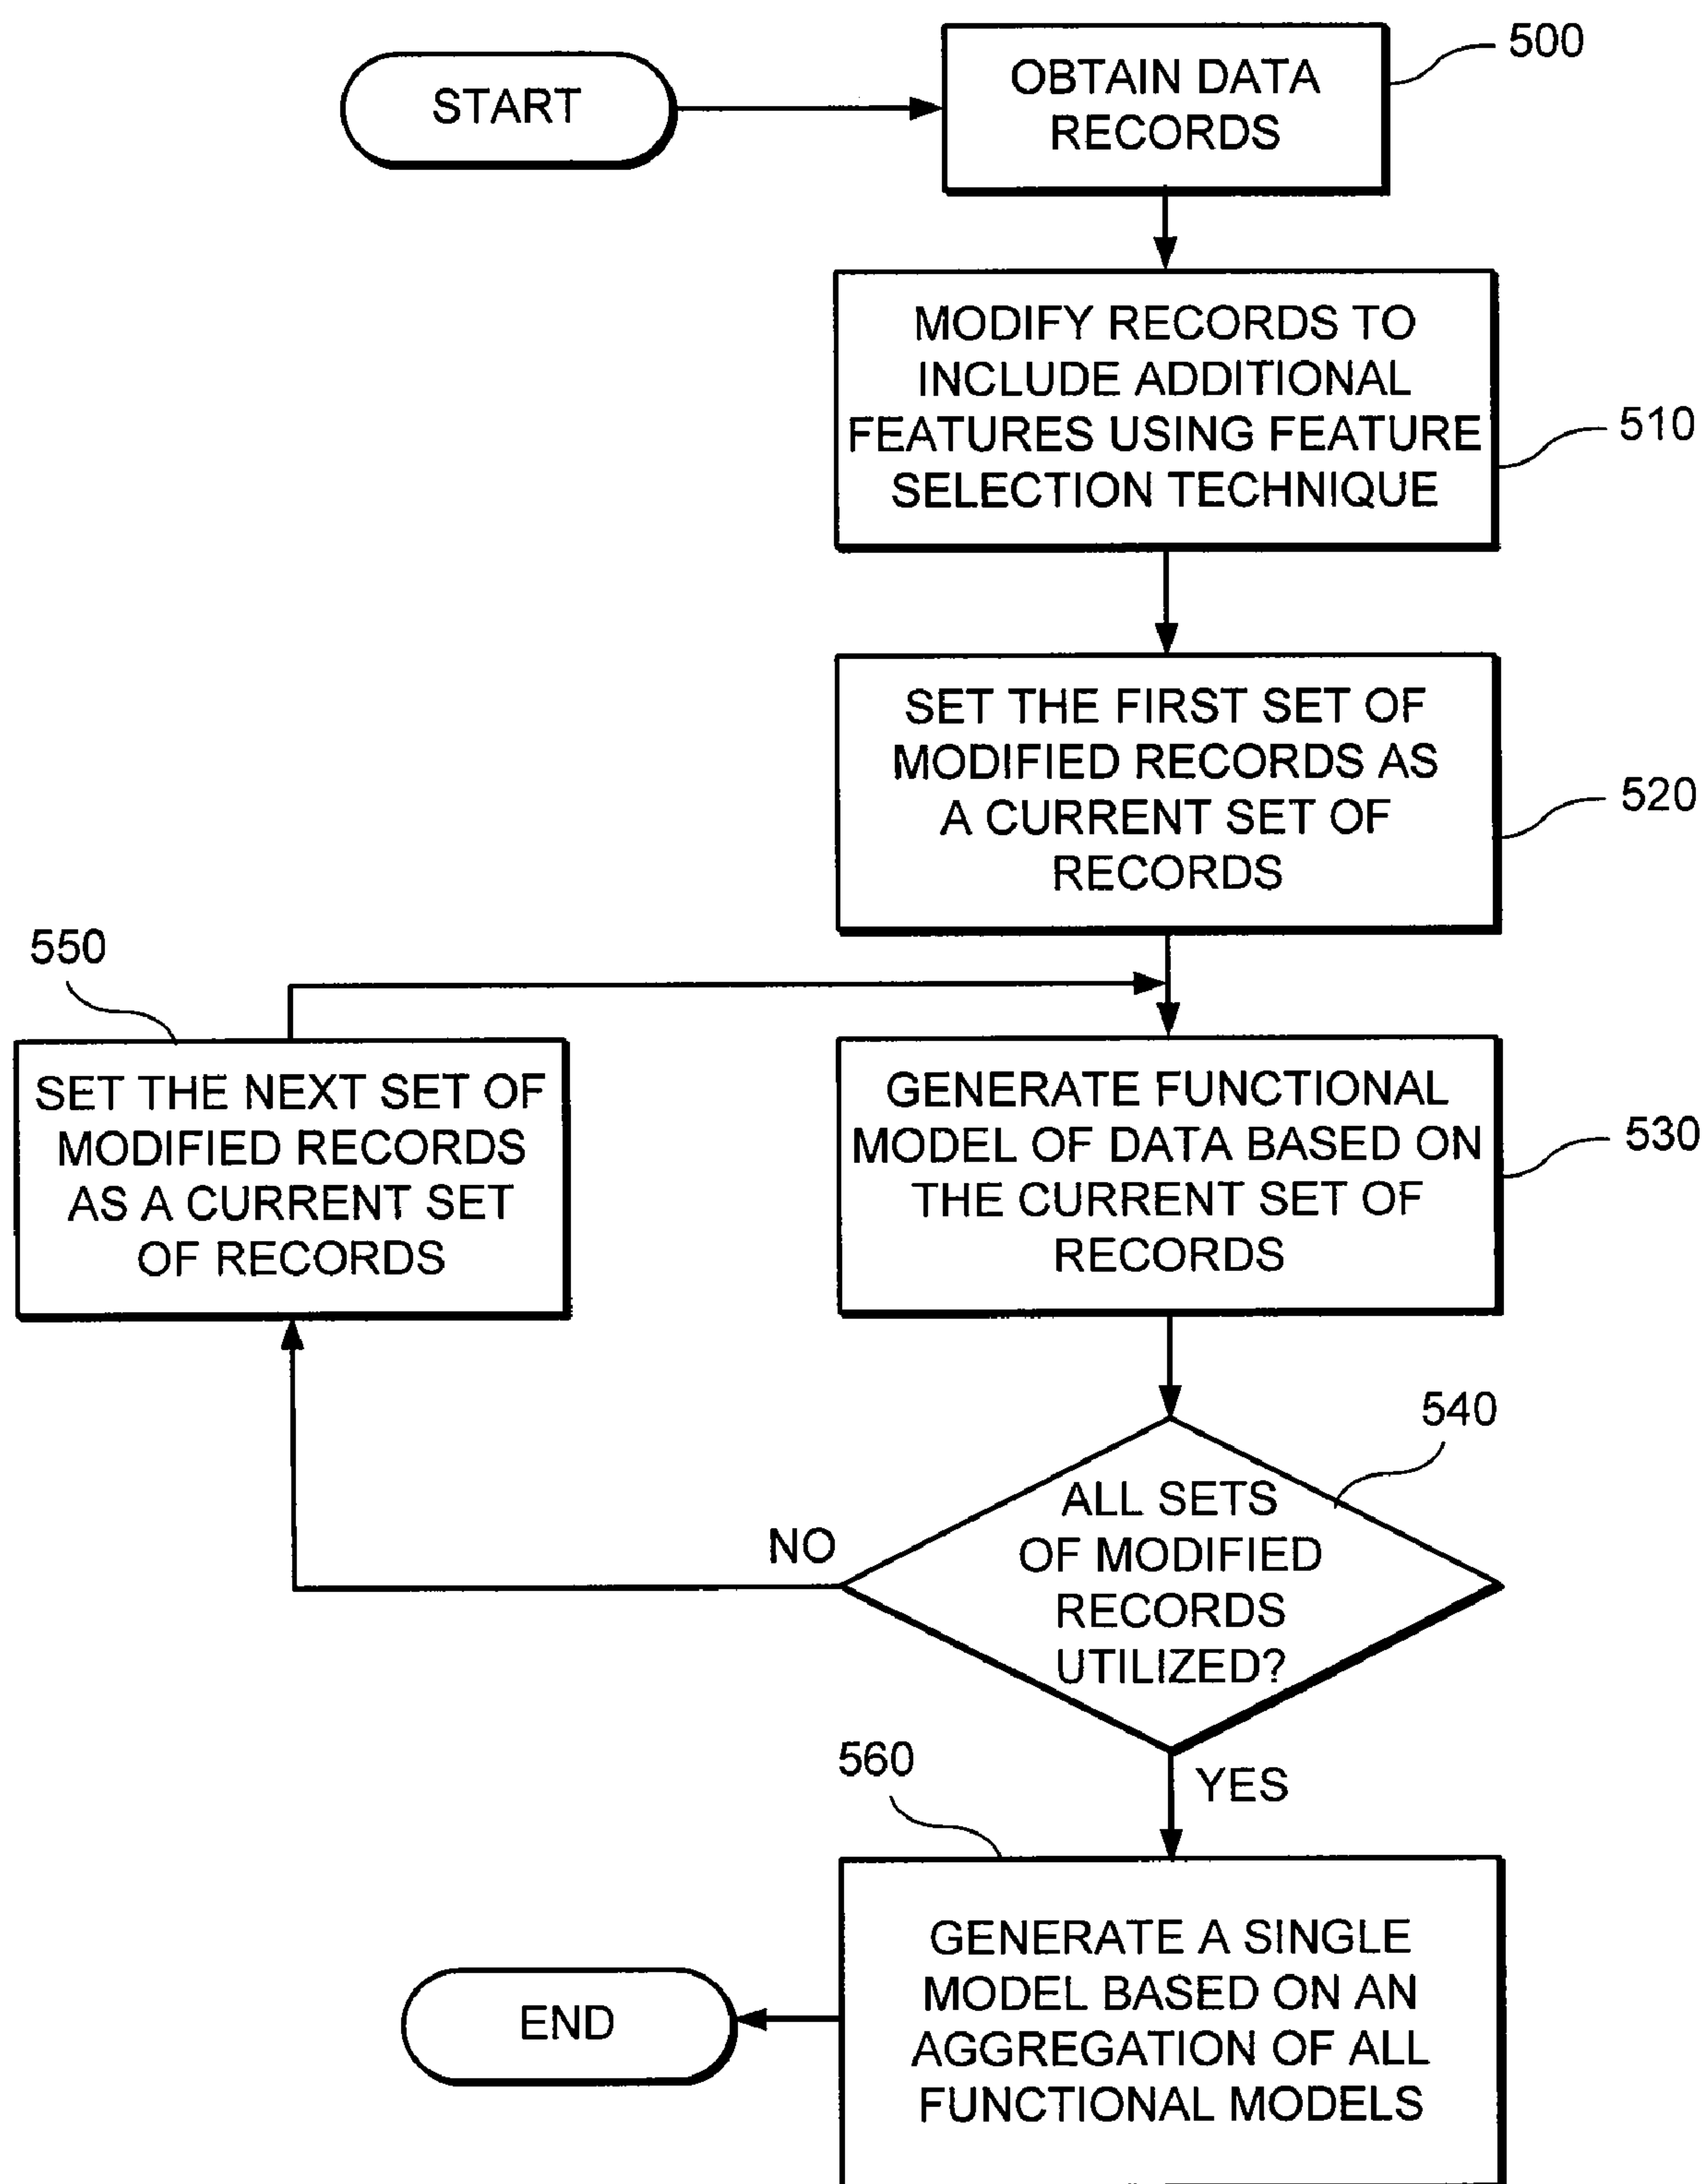 START
OBTAIN DATA
RECORDS
500
MODIFY RECORDS TO
INCLUDE ADDITIONAL
FEATURES USING FEATURE
SELECTION TECHNIQUE
510
SET THE FIRST SET OF
MODIFIED RECORDS AS
A CURRENT SET OF
RECORDS
520
550
SET THE NEXT SET OF
MODIFIED RECORDS
AS A CURRENT SET
OF RECORDS
GENERATE FUNCTIONAL
MODEL OF DATA BASED ON
THE CURRENT SET OF
RECORDS
530
540
ALL SETS
OF MODIFIED
RECORDS
UTILIZED?
NO
YES
560
GENERATE A SINGLE
MODEL BASED ON AN
AGGREGATION OF ALL
FUNCTIONAL MODELS
END